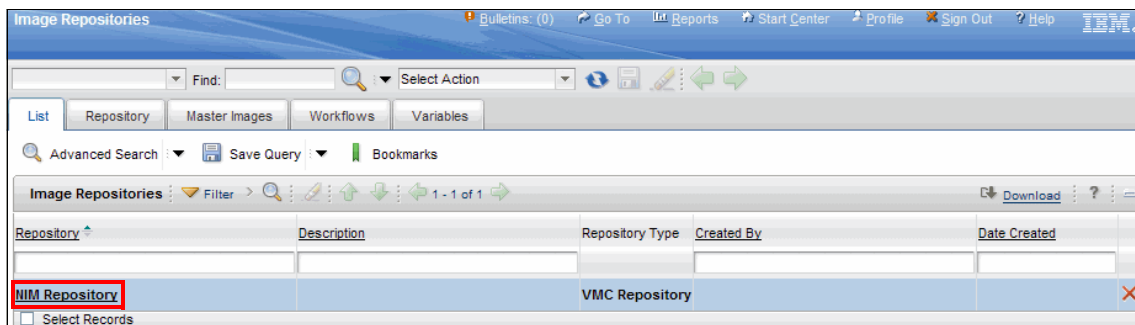 Image Repositories Bulletins: (0) Go To Reports Start Center Profile Sign Out Help IBM.
Find: Select Action
List Repository Master Images Workflows Variables
Advanced Search Save Query Bookmarks
Image Repositories Filter > 1 - 1 of 1 Download ?
Repository Description Repository Type Created By Date Created
NIM Repository VMC Repository
Select Records